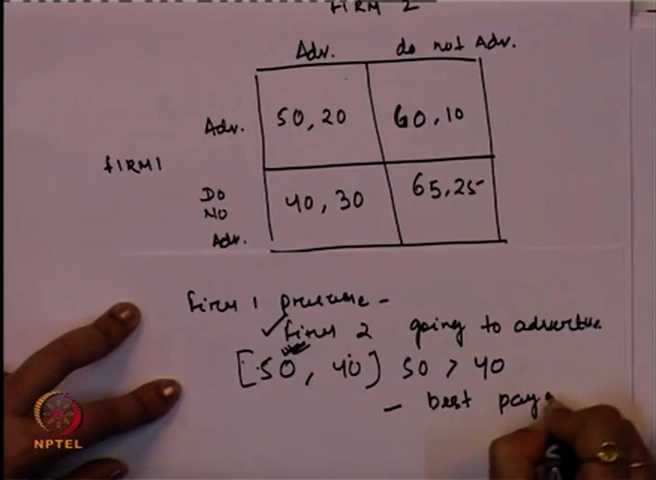 FIRM 2
Adv. do not Adv.
Adv. 50, 20 60, 10
FIRM 1
DO NO Adv. 40, 30 65, 25
Firm 1 presume -
✓ Firm 2 going to advertise.
[50, 40] 50 > 40
- best pay
NPTEL